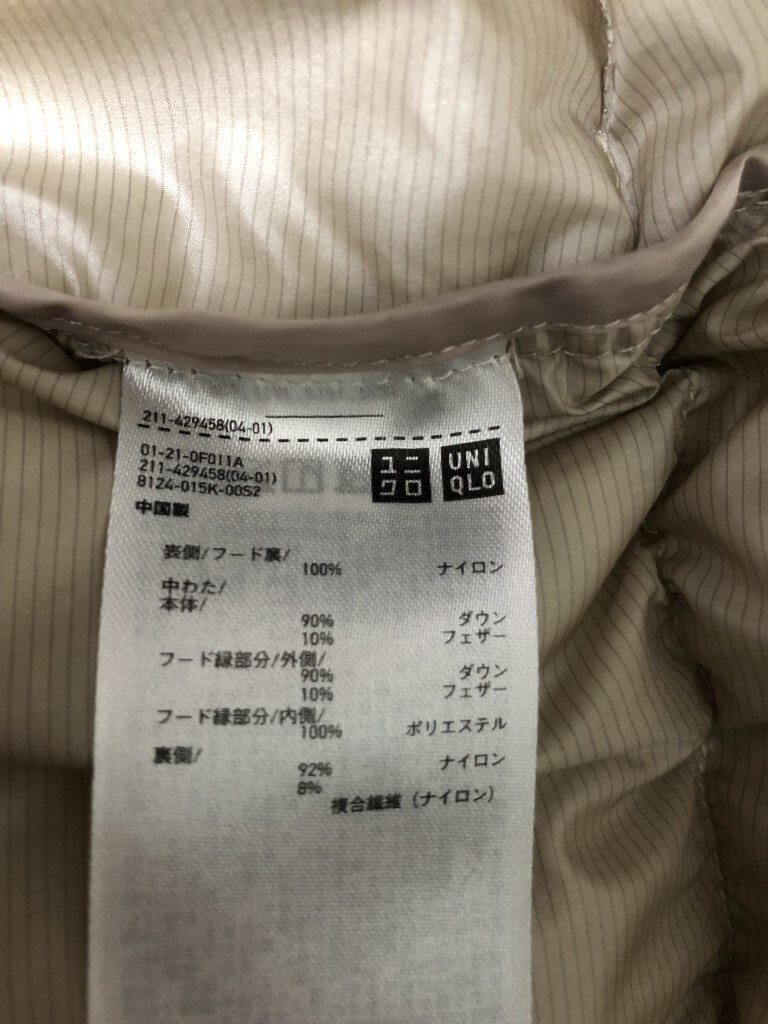 211-429458(04-01)
01-21-0F011A
211-429458(04-01)
8124-015K-00S2
中国製
ユニ
クロ
UNI
QLO
表側/フード裏/
100% ナイロン
中わた/
本体/
90% ダウン
10% フェザー
フード縁部分/外側/
90% ダウン
10% フェザー
フード縁部分/内側/
100% ポリエステル
裏側/
92% ナイロン
8% 複合繊維(ナイロン)